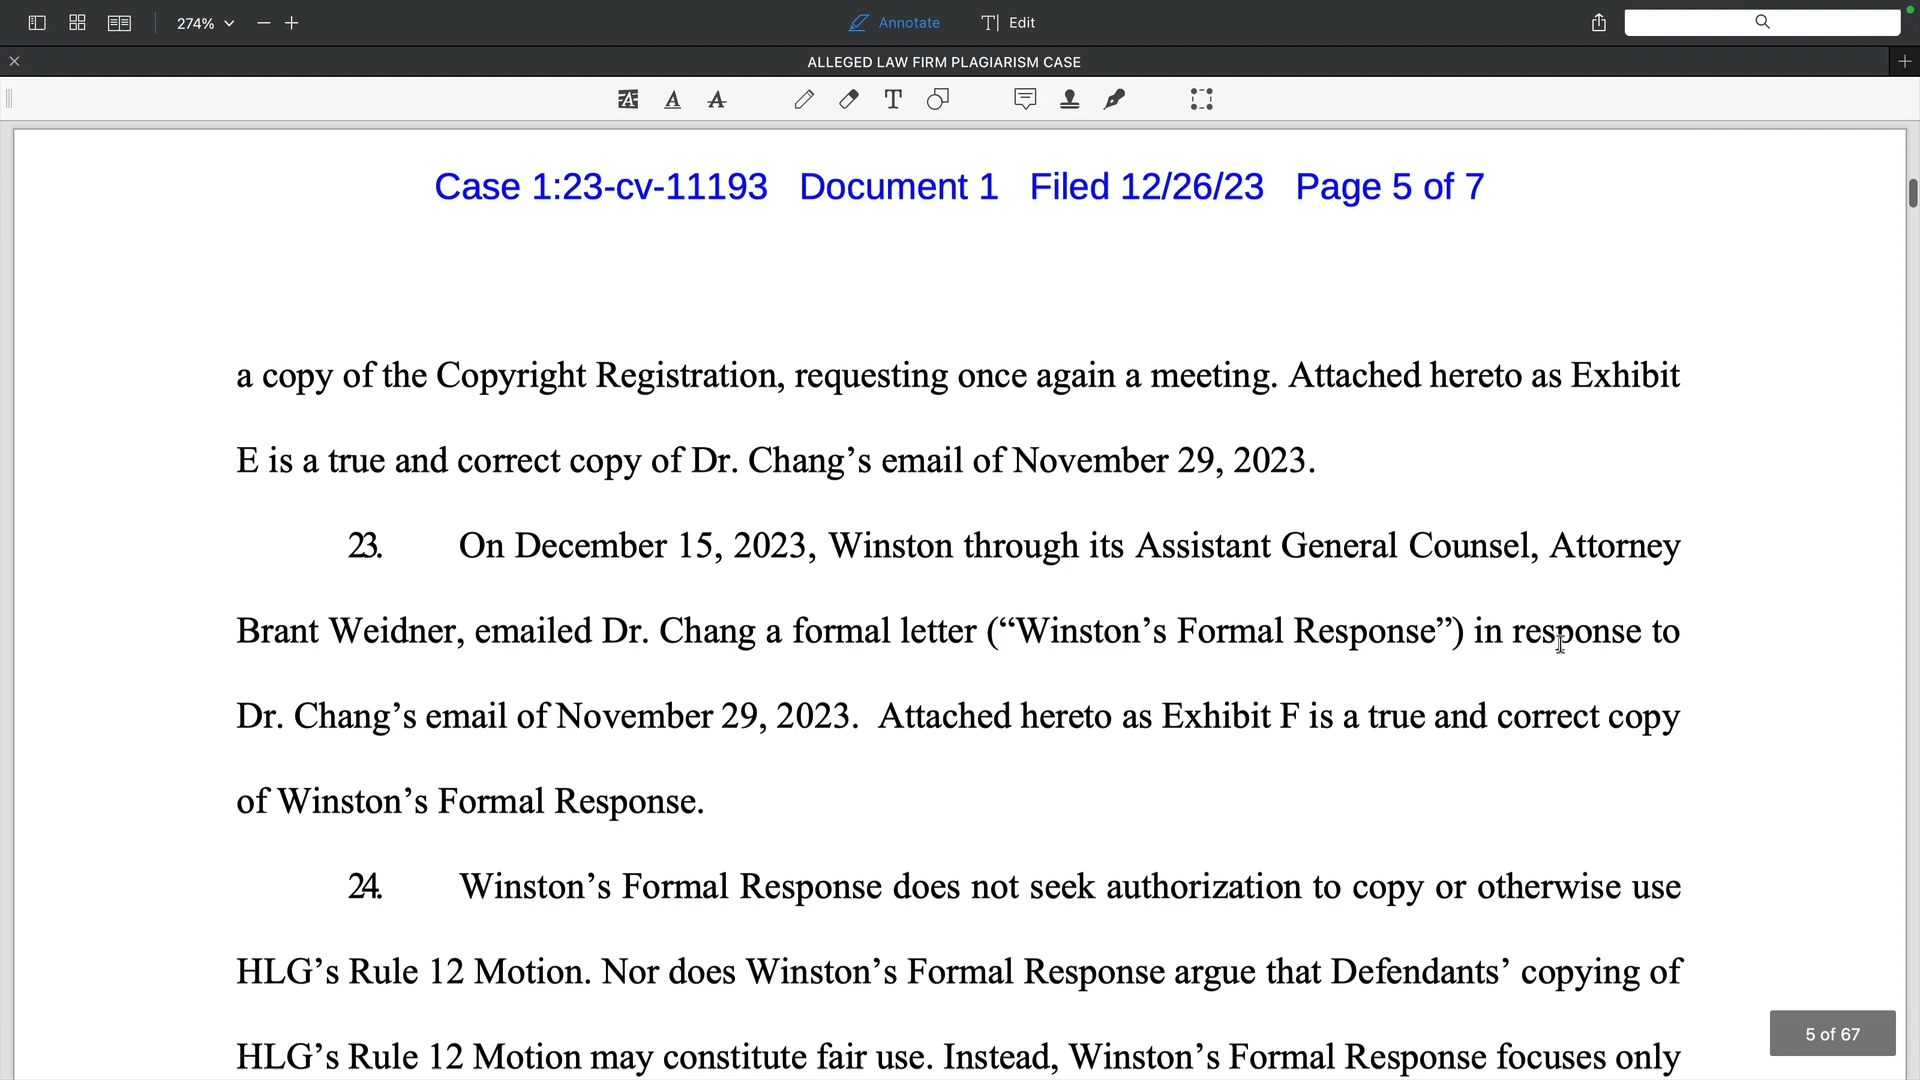 274%
Annotate
Edit
ALLEGED LAW FIRM PLAGIARISM CASE
Case 1:23-cv-11193 Document 1 Filed 12/26/23 Page 5 of 7
a copy of the Copyright Registration, requesting once again a meeting. Attached hereto as Exhibit
E is a true and correct copy of Dr. Chang’s email of November 29, 2023.
23. On December 15, 2023, Winston through its Assistant General Counsel, Attorney
Brant Weidner, emailed Dr. Chang a formal letter (“Winston’s Formal Response”) in response to
Dr. Chang’s email of November 29, 2023. Attached hereto as Exhibit F is a true and correct copy
of Winston’s Formal Response.
24. Winston’s Formal Response does not seek authorization to copy or otherwise use
HLG’s Rule 12 Motion. Nor does Winston’s Formal Response argue that Defendants’ copying of
HLG’s Rule 12 Motion may constitute fair use. Instead, Winston’s Formal Response focuses only
5 of 67